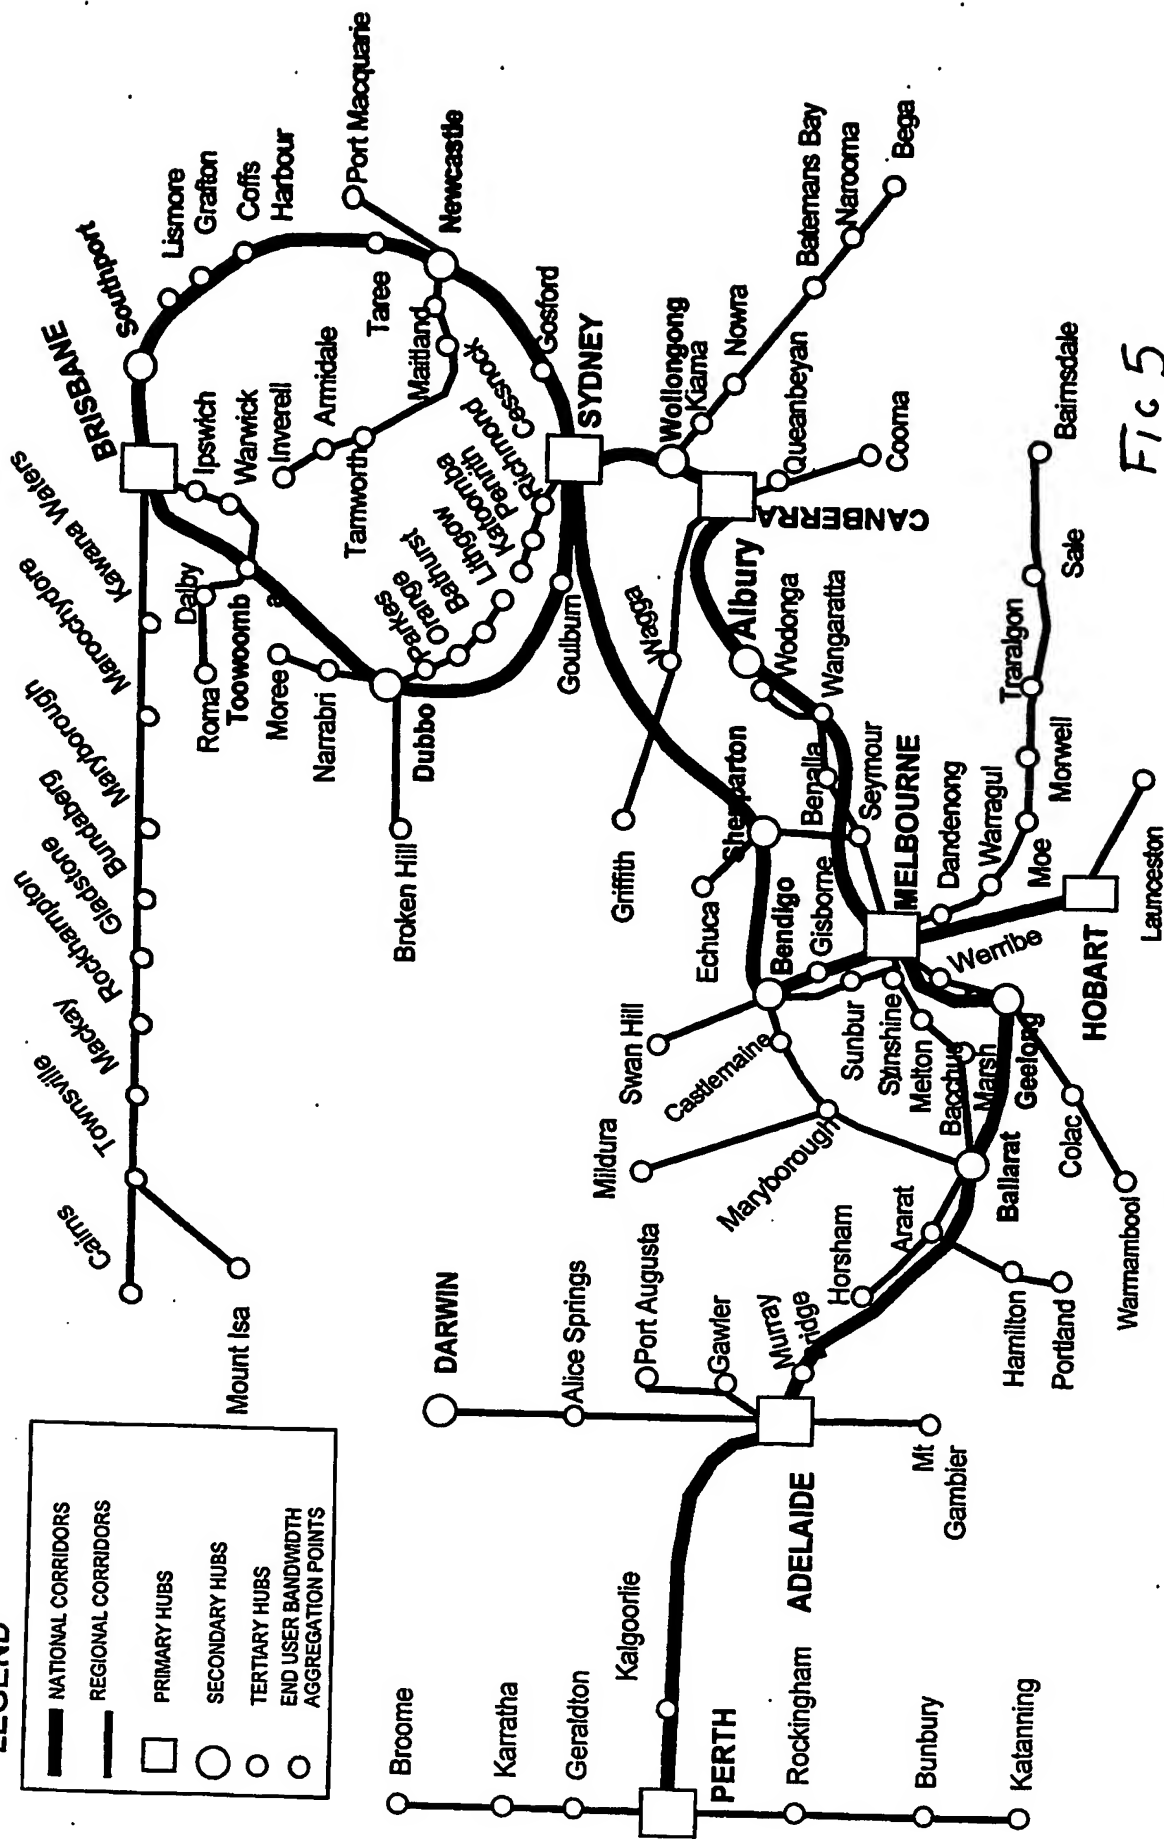 LEGEND
NATIONAL CORRIDORS
REGIONAL CORRIDORS
PRIMARY HUBS
SECONDARY HUBS
TERTIARY HUBS
END USER BANDWIDTH
AGGREGATION POINTS
Cairns
Townsville
Mackay
Rockhampton
Gladstone
Bundaberg
Maryborough
Maroochydore
Kawana Waters
BRISBANE
Southport
Lismore
Grafton
Coffs
Harbour
Port Macquarie
Newcastle
Taree
Maitland
Cessnock
Gosford
Mount Isa
Roma
Dalby
Toowoomb
a
Ipswich
Warwick
Inverell
Armidale
Tamworth
Moree
Narrabri
Dubbo
Broken Hill
Parkes
Orange
Bathurst
Lithgow
Katoomba
Penrith
Richmond
SYDNEY
Goulburn
Wollongong
Kiama
Nowra
Batemans Bay
Narooma
Bega
Queanbeyan
Cooma
CANBERRA
Wagga
Griffith
Albury
Wodonga
Wangaratta
Benalla
Seymour
Shepparton
Echuca
Bendigo
Gisborne
MELBOURNE
Dandenong
Warragul
Moe
Morwell
Traralgon
Sale
Bairnsdale
Launceston
HOBART
Werribe
Swan Hill
Castlemaine
Sunbur
Sunshine
Melton
Bacchus
Marsh
Geelong
Mildura
Maryborough
Ballarat
Colac
Warrnambool
Ararat
Horsham
Hamilton
Portland
DARWIN
Alice Springs
Port Augusta
Gawler
Murray
Bridge
ADELAIDE
Mt
Gambier
Kalgoorlie
Broome
Karratha
Geraldton
PERTH
Rockingham
Bunbury
Katanning
FIG 5